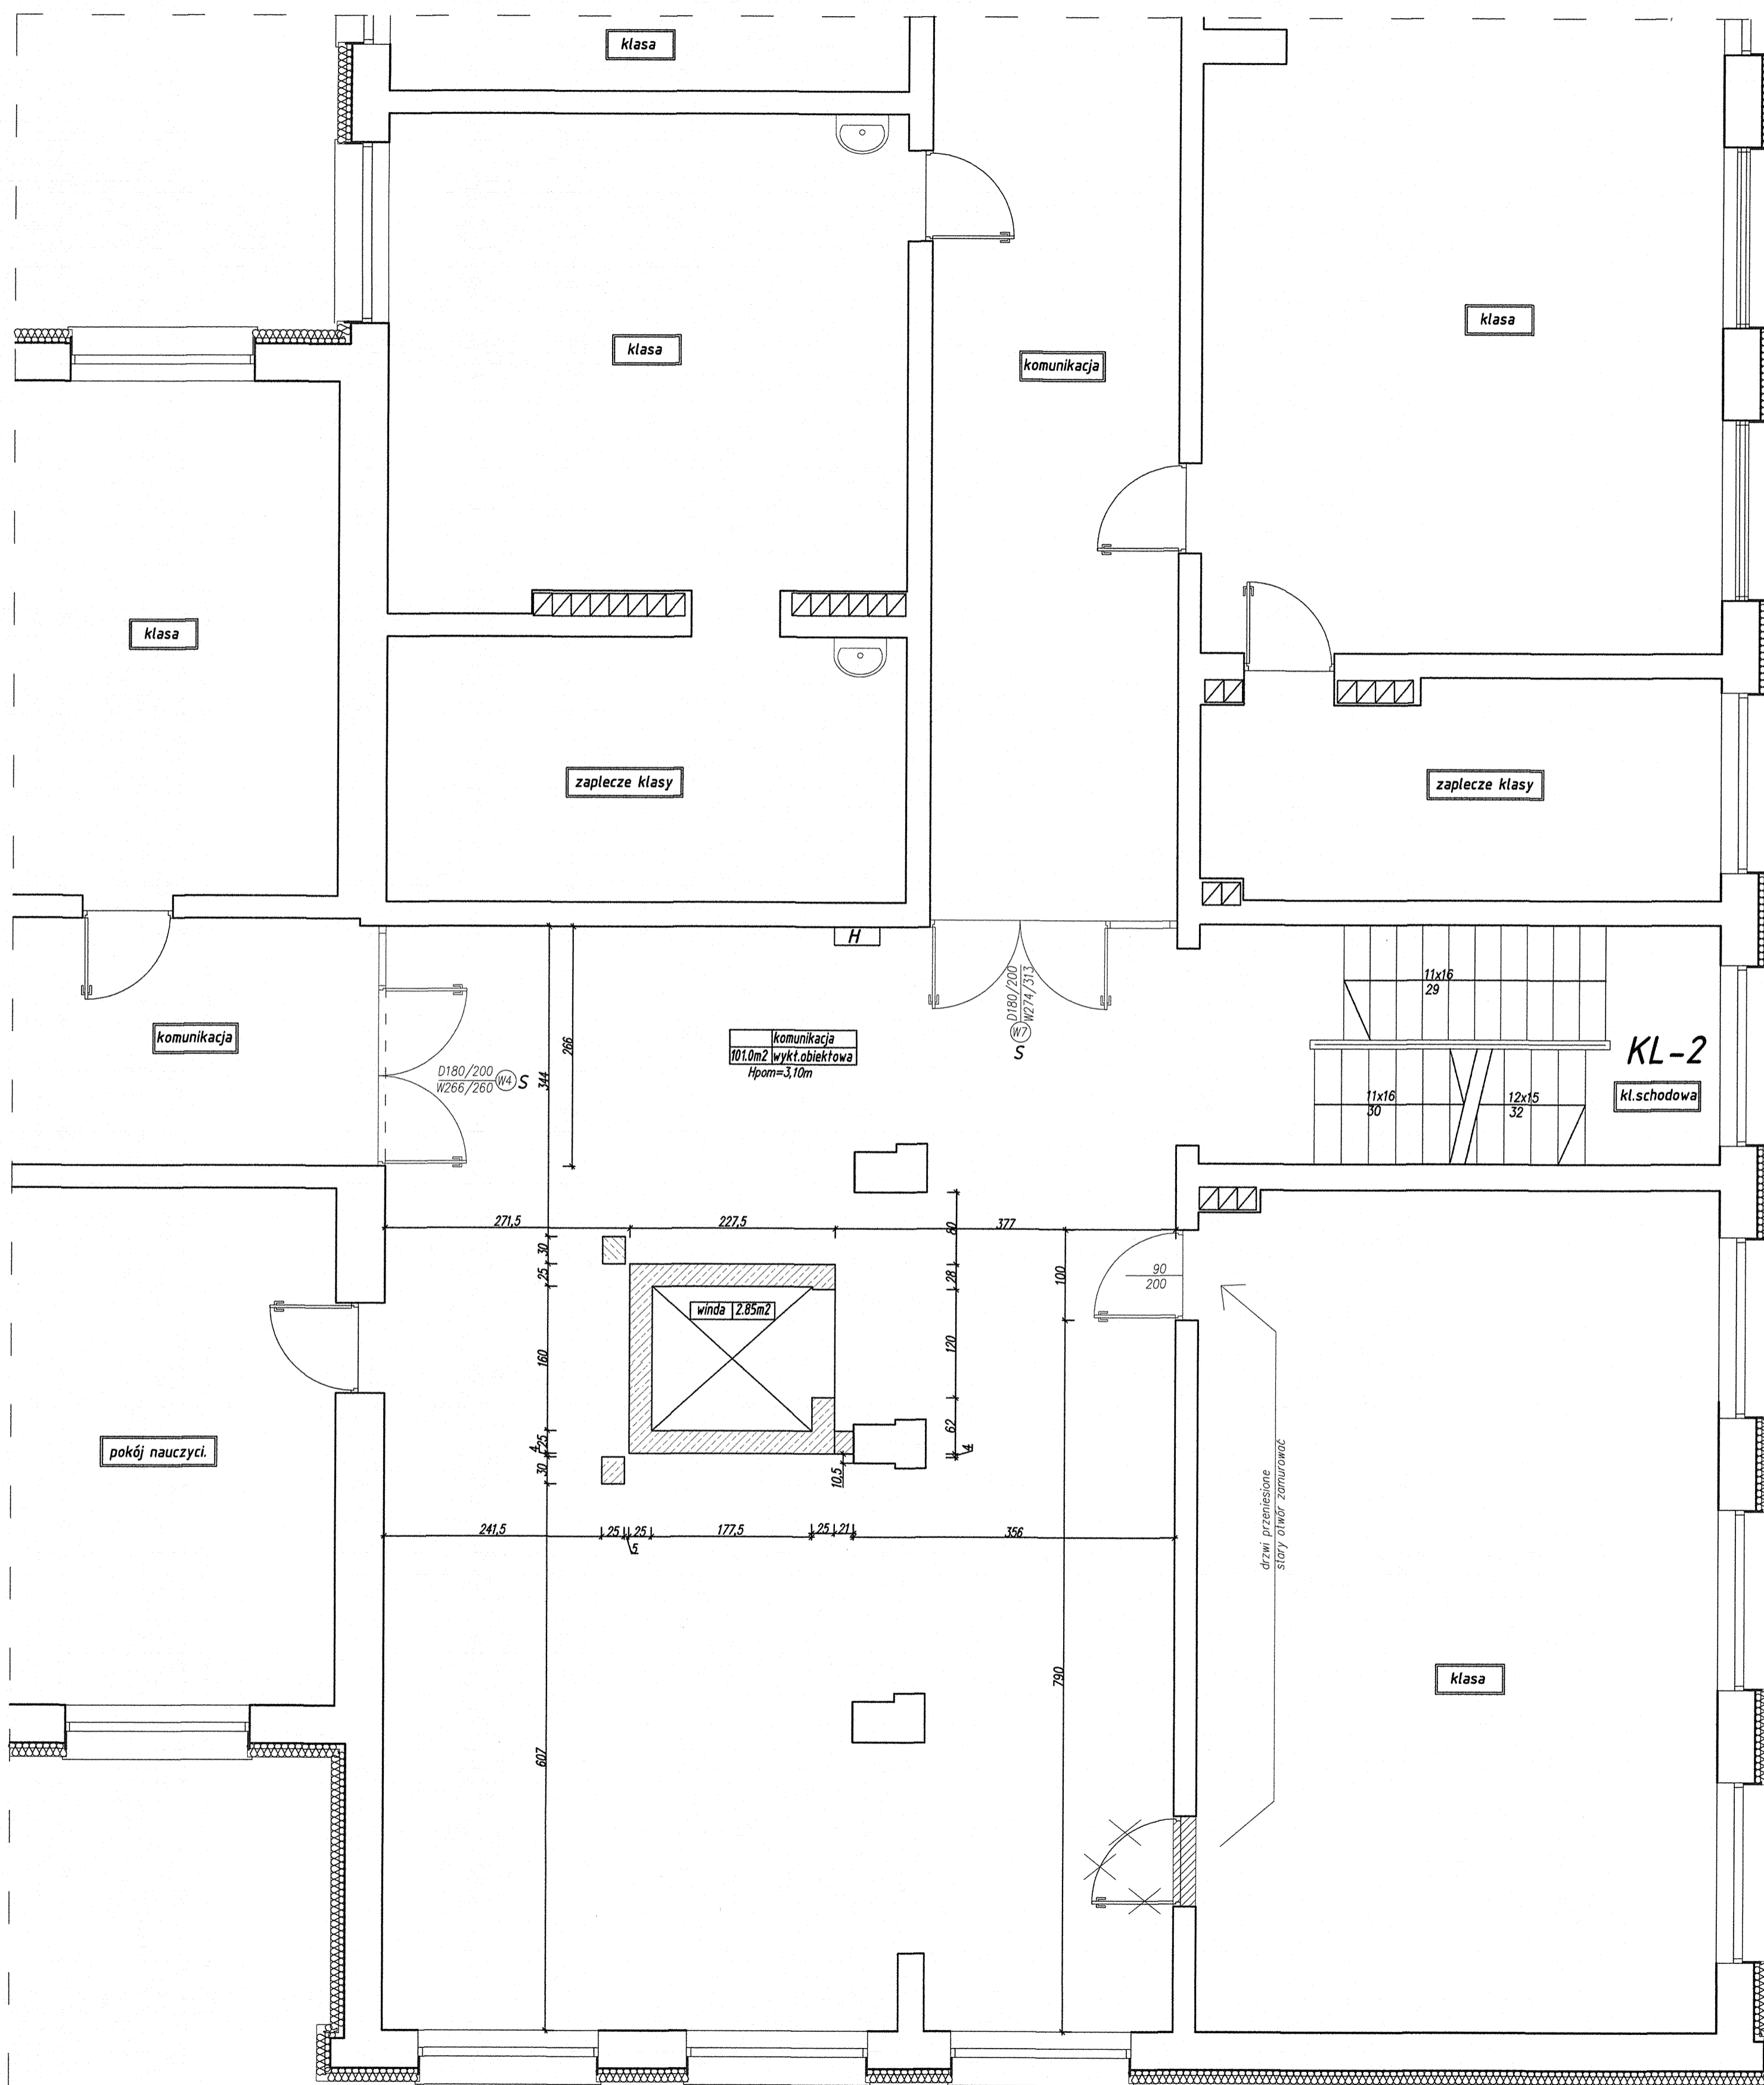 klasa
klasa
klasa
komunikacja
klasa
zaplecze klasy
zaplecze klasy
H
11x16
29
D180/200
W274/313
W7
S
komunikacja
komunikacja
101.0m2 wykt.obiektowa
Hpom=3,10m
KL-2
kl.schodowa
D180/200
W266/260
W4
S
266
344
11x16
30
12x15
32
271,5
227,5
377
80
30
25
28
100
90
200
winda 2.85m2
160
120
62
4
25
4
30
10,5
pokój nauczyci.
drzwi przeniesione
stary otwór zamurować
241,5
25
25
5
177,5
25
21
356
790
607
klasa